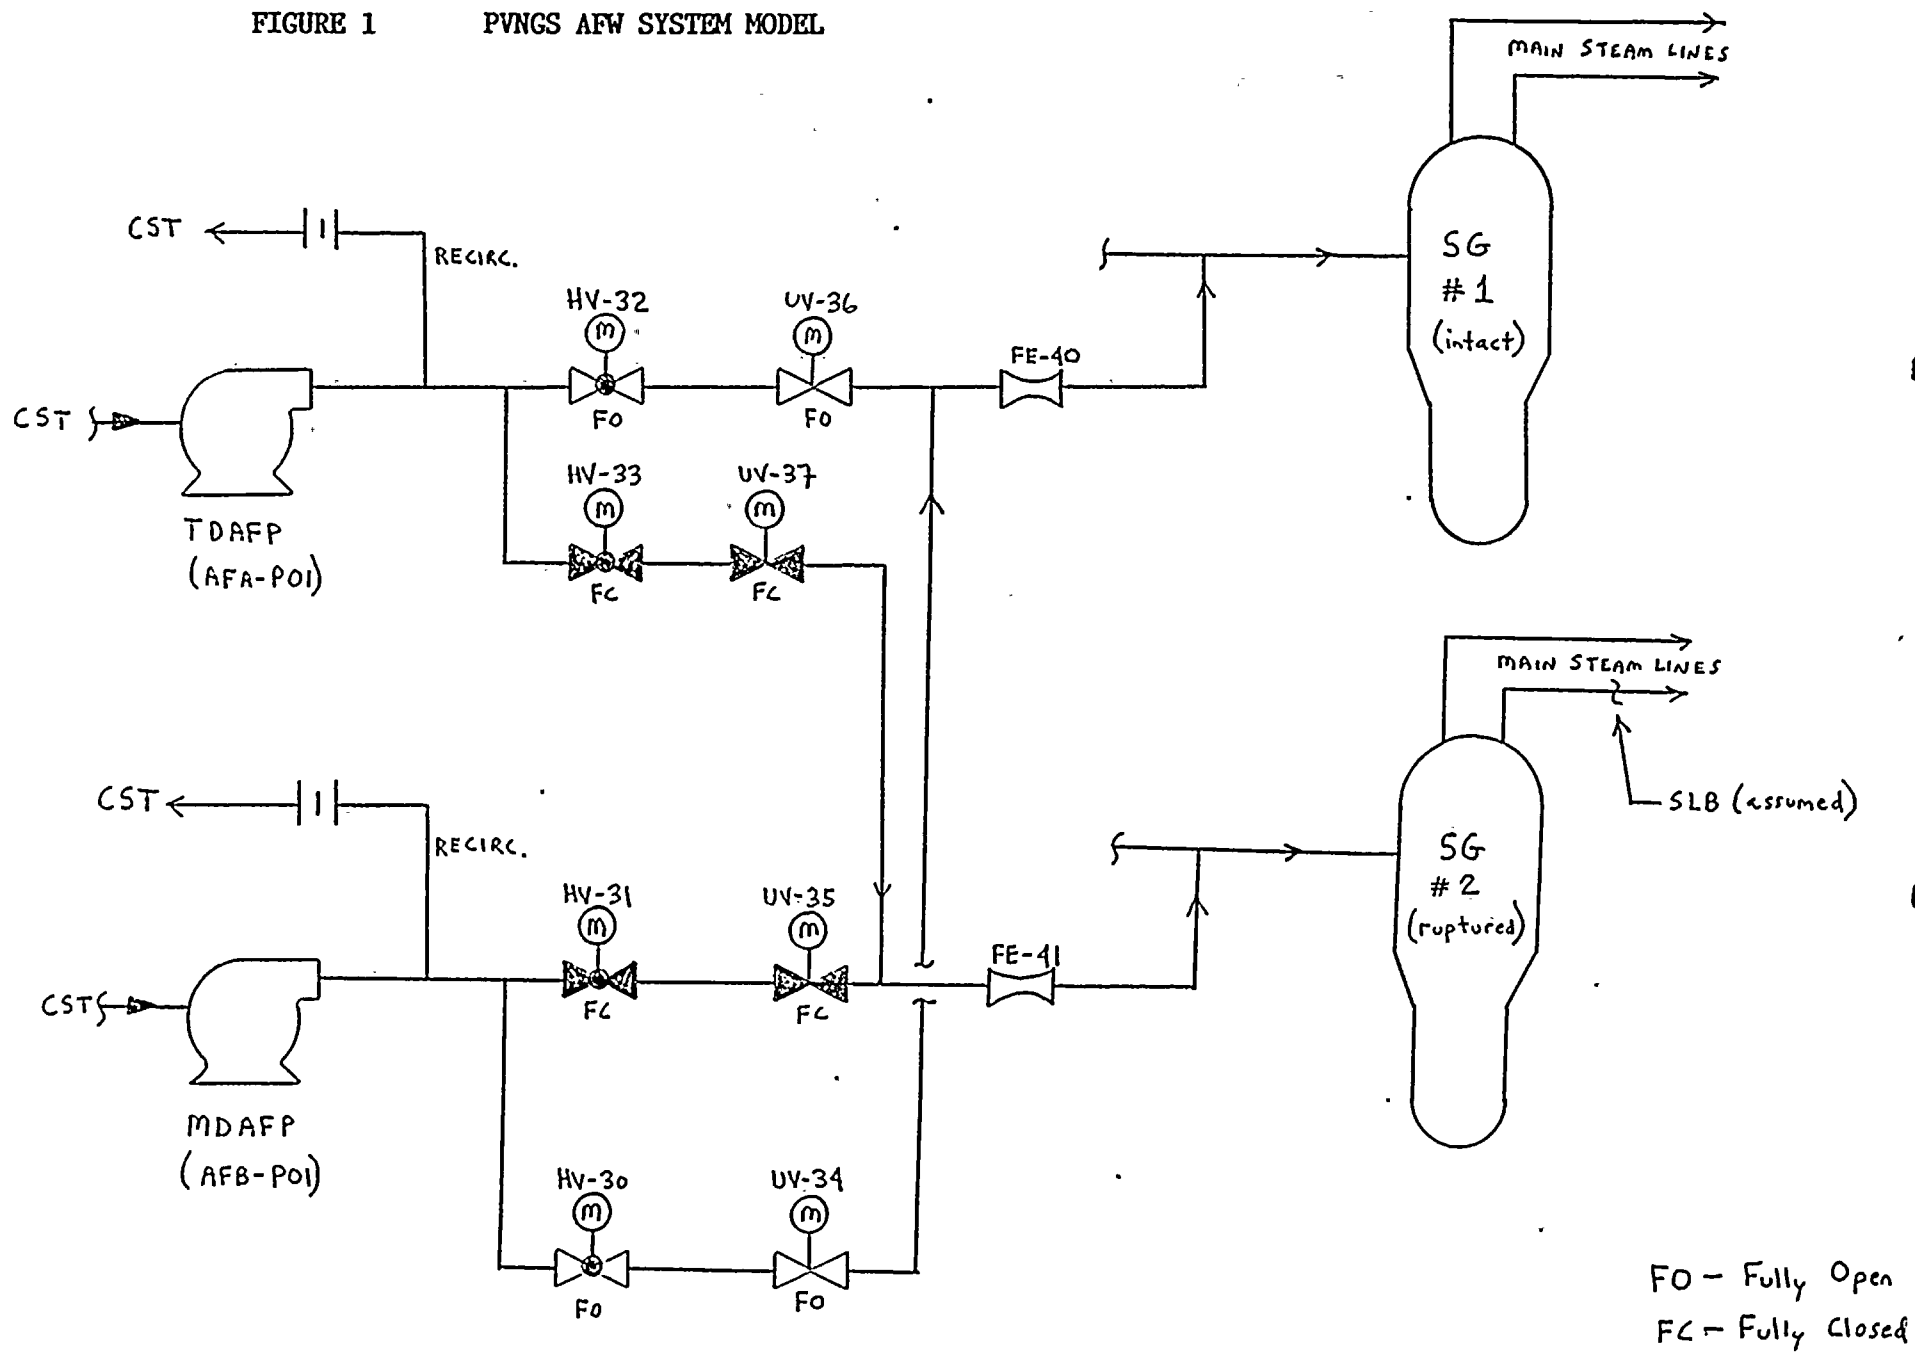 FIGURE 1 PVNGS AFW SYSTEM MODEL
MAIN STEAM LINES
CST
RECIRC.
SG
#1
(intact)
HV-32
UV-36
M
M
FE-40
FO
FO
CST
HV-33
UV-37
M
M
TDAFP
(AFA-P01)
FC
FC
MAIN STEAM LINES
CST
RECIRC.
SLB (assumed)
SG
#2
(ruptured)
HV-31
UV-35
M
M
FE-41
CST
FC
FC
MDAFP
(AFB-P01)
HV-30
UV-34
M
M
FO
FO
FO - Fully Open
FC - Fully Closed